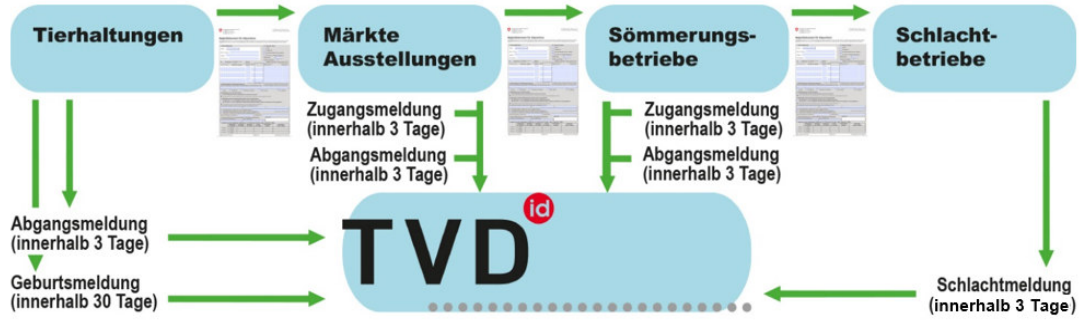 Tierhaltungen
Märkte
Ausstellungen
Sömmerungs-
betriebe
Schlacht-
betriebe
Zugangsmeldung
(innerhalb 3 Tage)
Abgangsmeldung
(innerhalb 3 Tage)
Zugangsmeldung
(innerhalb 3 Tage)
Abgangsmeldung
(innerhalb 3 Tage)
Abgangsmeldung
(innerhalb 3 Tage)
Geburtsmeldung
(innerhalb 30 Tage)
TVD
id
Schlachtmeldung
(innerhalb 3 Tage)